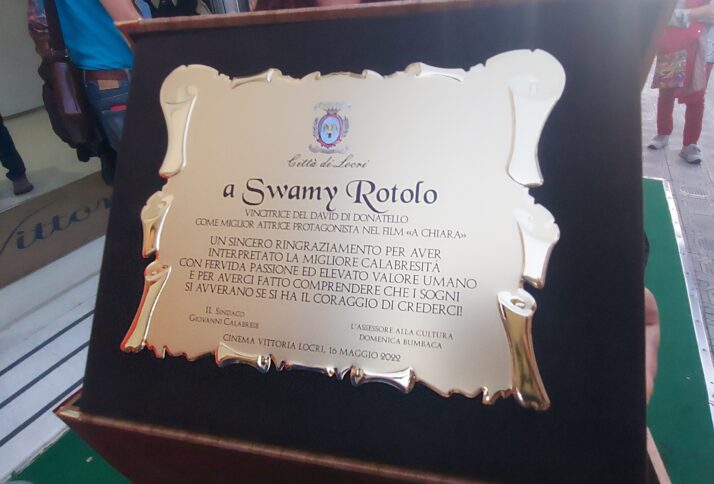 Città di Locri
a Swamy Rotolo
VINCITRICE DEL DAVID DI DONATELLO
COME MIGLIOR ATTRICE PROTAGONISTA NEL FILM «A CHIARA»
UN SINCERO RINGRAZIAMENTO PER AVER
INTERPRETATO LA MIGLIORE CALABRESITÀ
CON FERVIDA PASSIONE ED ELEVATO VALORE UMANO
E PER AVERCI FATTO COMPRENDERE CHE I SOGNI
SI AVVERANO SE SI HA IL CORAGGIO DI CREDERCI!
IL SINDACO
GIOVANNI CALABRESE
L'ASSESSORE ALLA CULTURA
DOMENICA BUMBACA
CINEMA VITTORIA LOCRI, 16 MAGGIO 2022